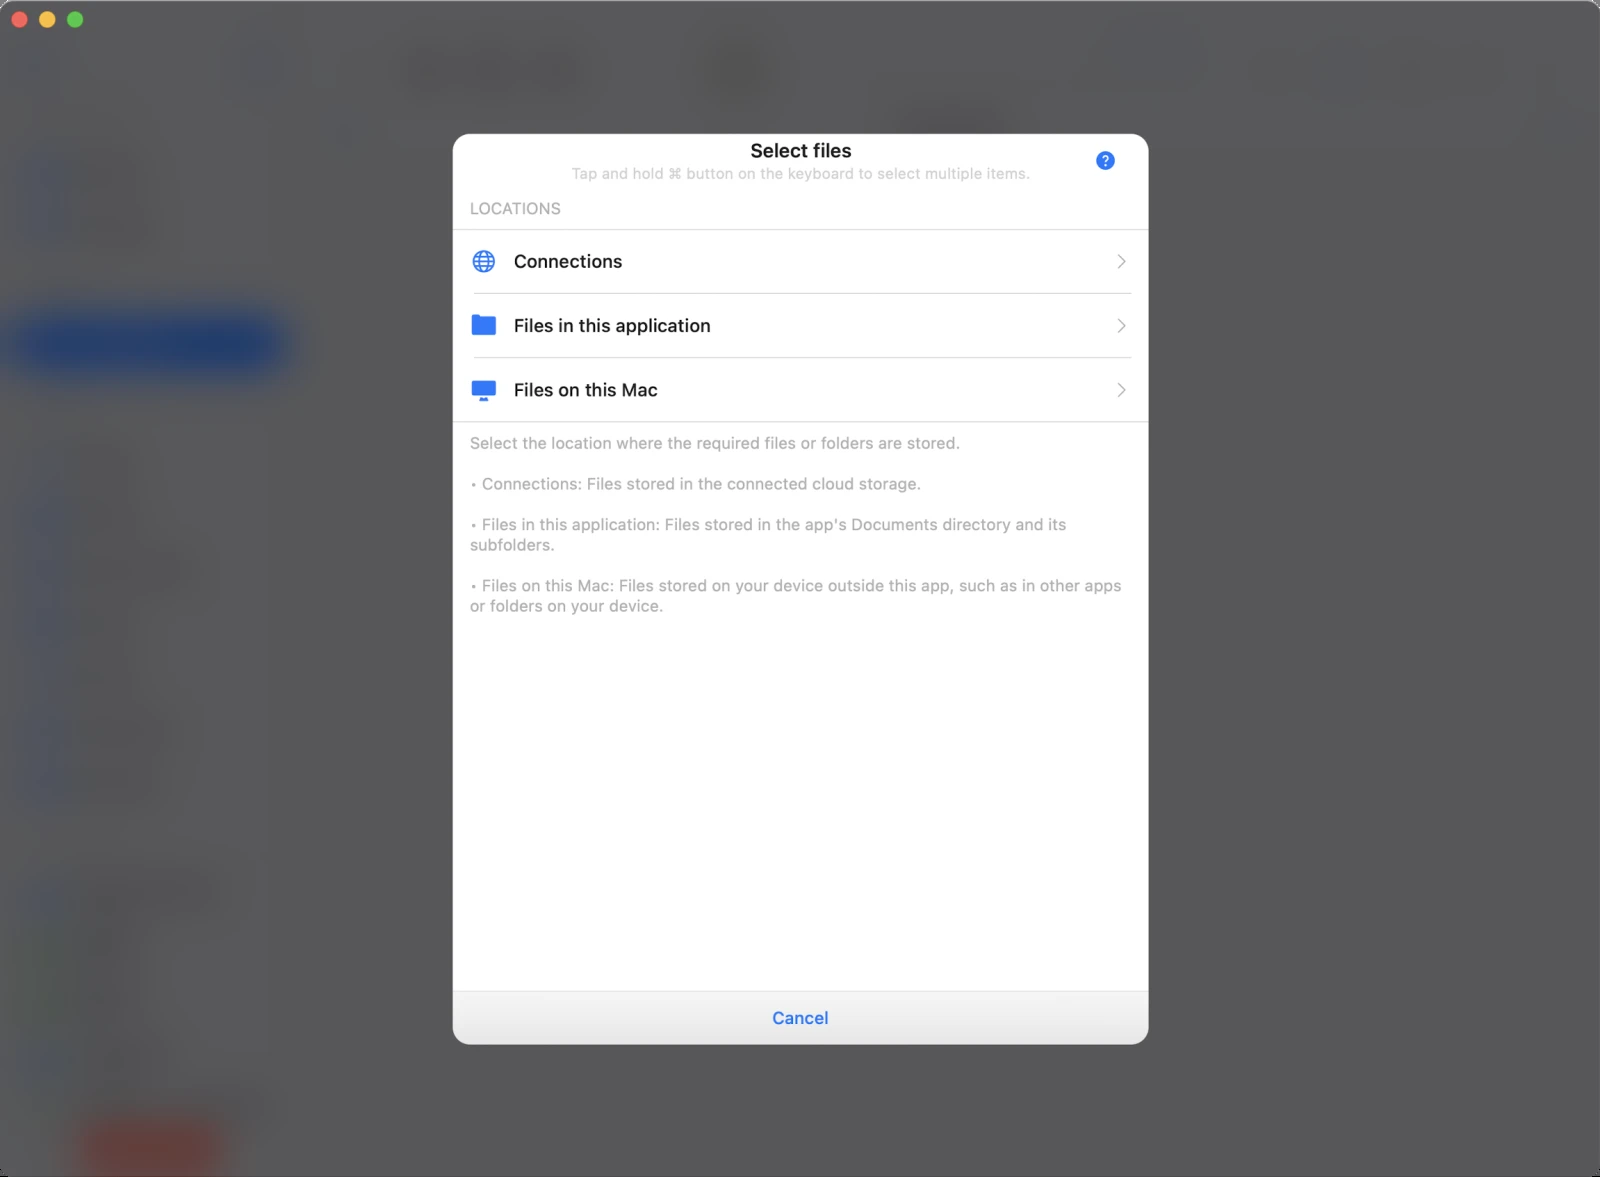 Select files
Tap and hold ⌘ button on the keyboard to select multiple items.
?
LOCATIONS
Connections
Files in this application
Files on this Mac
Select the location where the required files or folders are stored.
• Connections: Files stored in the connected cloud storage.
• Files in this application: Files stored in the app's Documents directory and its
subfolders.
• Files on this Mac: Files stored on your device outside this app, such as in other apps
or folders on your device.
Cancel